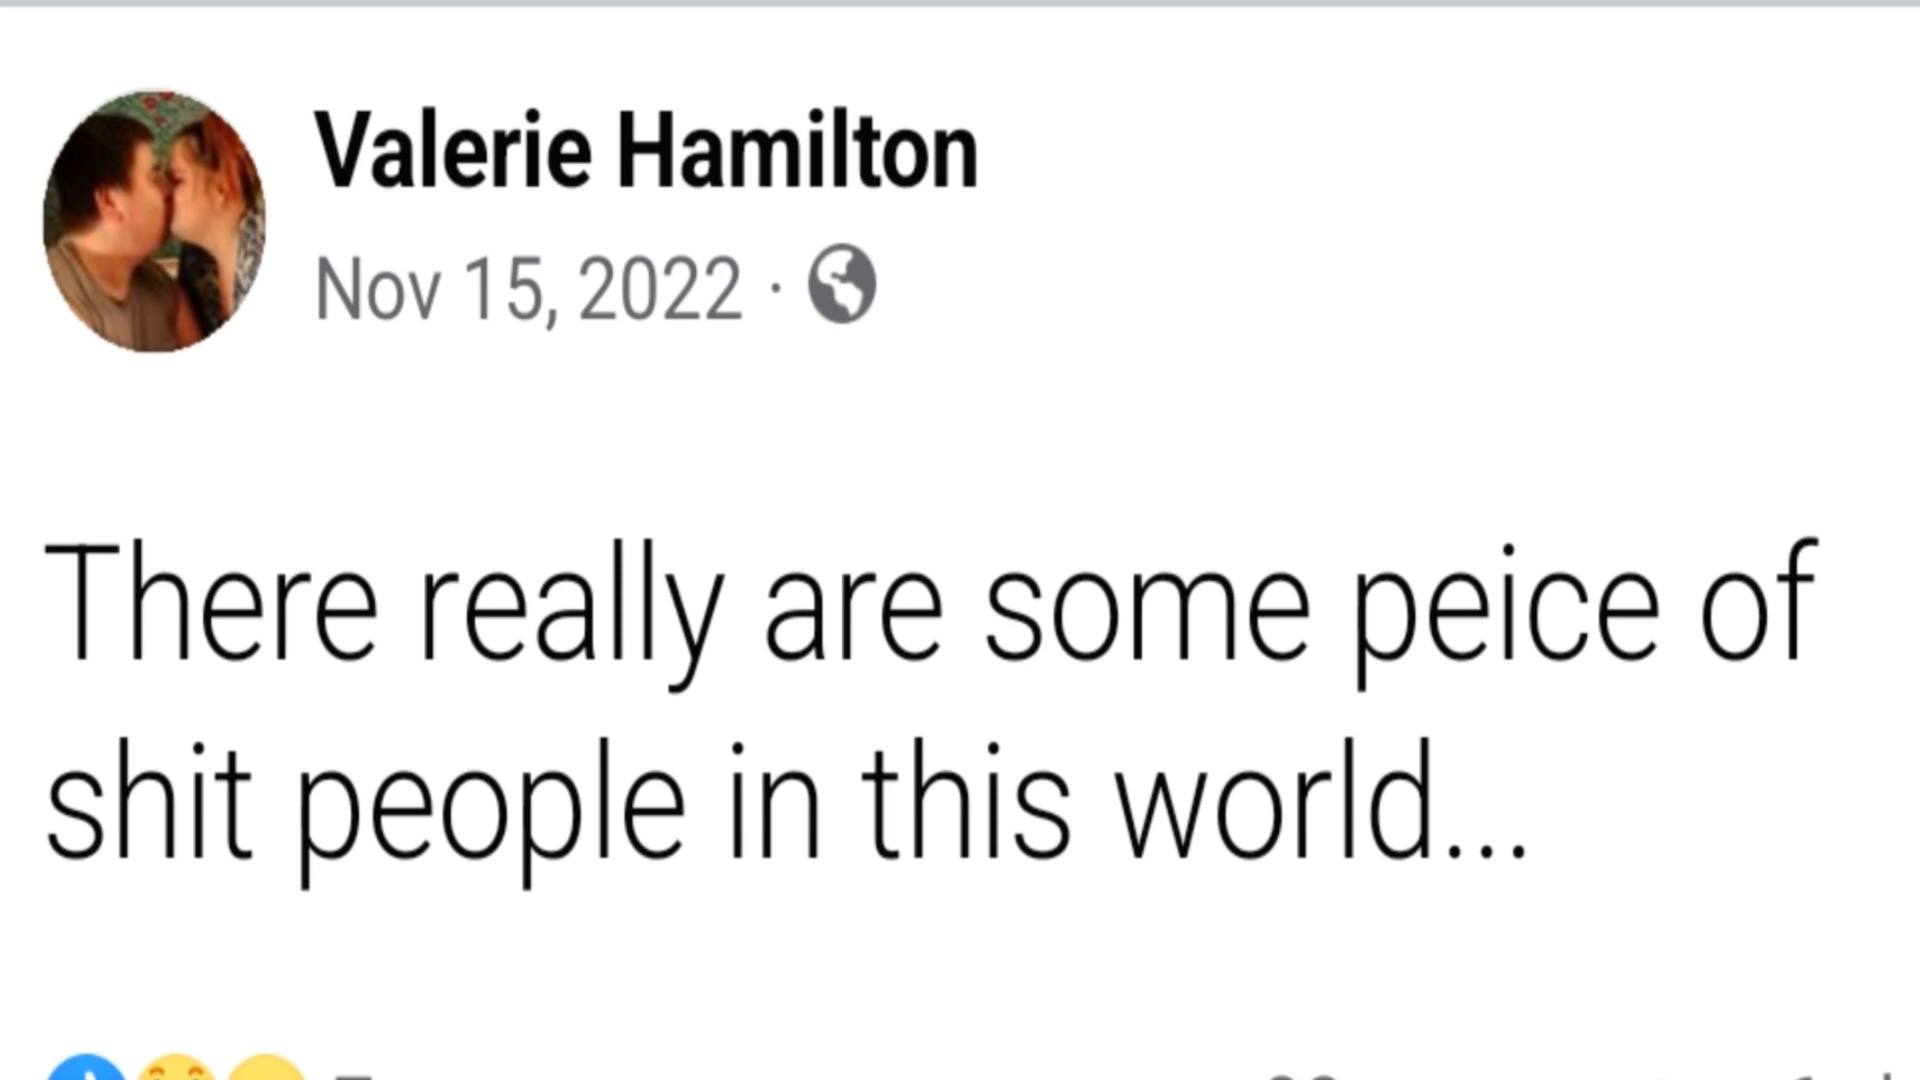 Valerie Hamilton
Nov 15, 2022 ·
There really are some peice of
shit people in this world...